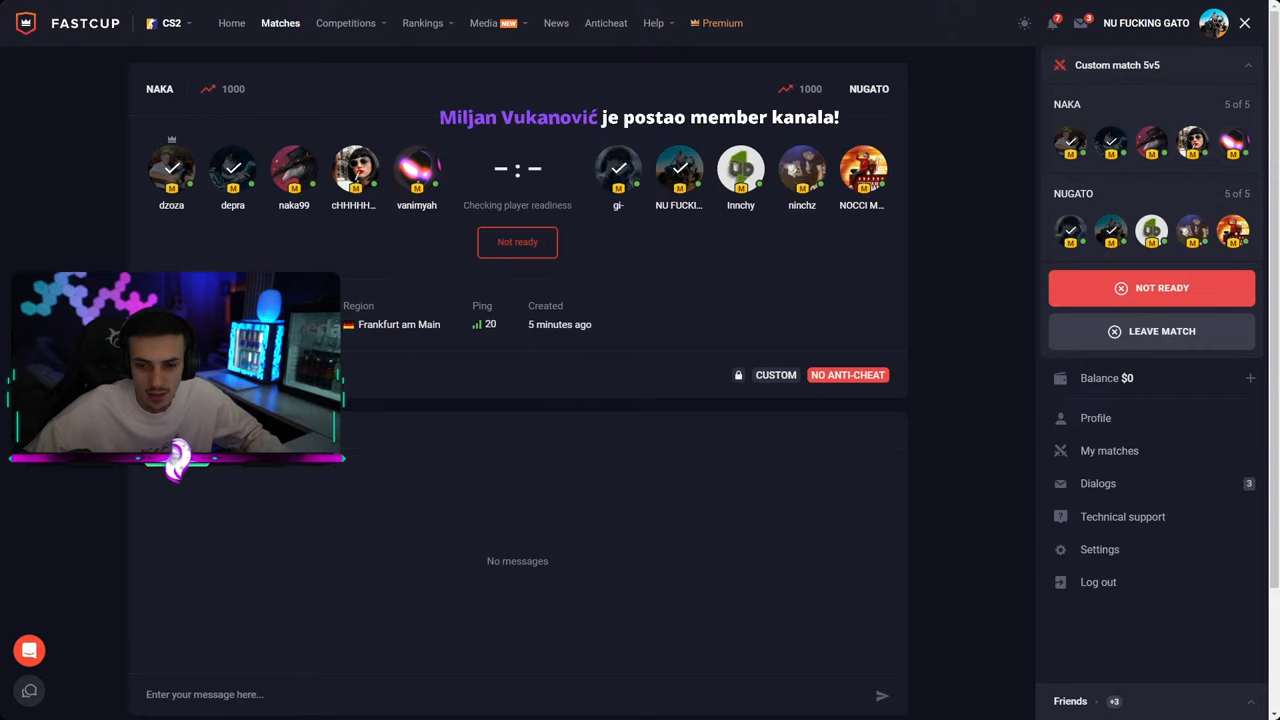 FASTCUP
CS2
Home
Matches
Competitions
Rankings
Media NEW
News
Anticheat
Help
Premium
7
3
NU FUCKING GATO
NAKA
1000
1000
NUGATO
Miljan Vukanović je postao member kanala!
M
M
M
M
M
– : –
M
M
M
M
M
dzoza
depra
naka99
cHHHHH...
vanimyah
Checking player readiness
gi-
NU FUCKI...
Innchy
ninchz
NOCCI M...
Not ready
Region
Ping
Created
Frankfurt am Main
20
5 minutes ago
CUSTOM
NO ANTI-CHEAT
No messages
Enter your message here...
Custom match 5v5
NAKA
5 of 5
M
M
M
M
M
NUGATO
5 of 5
M
M
M
M
M
NOT READY
LEAVE MATCH
Balance $0
Profile
My matches
Dialogs
3
Technical support
Settings
Log out
Friends
+3